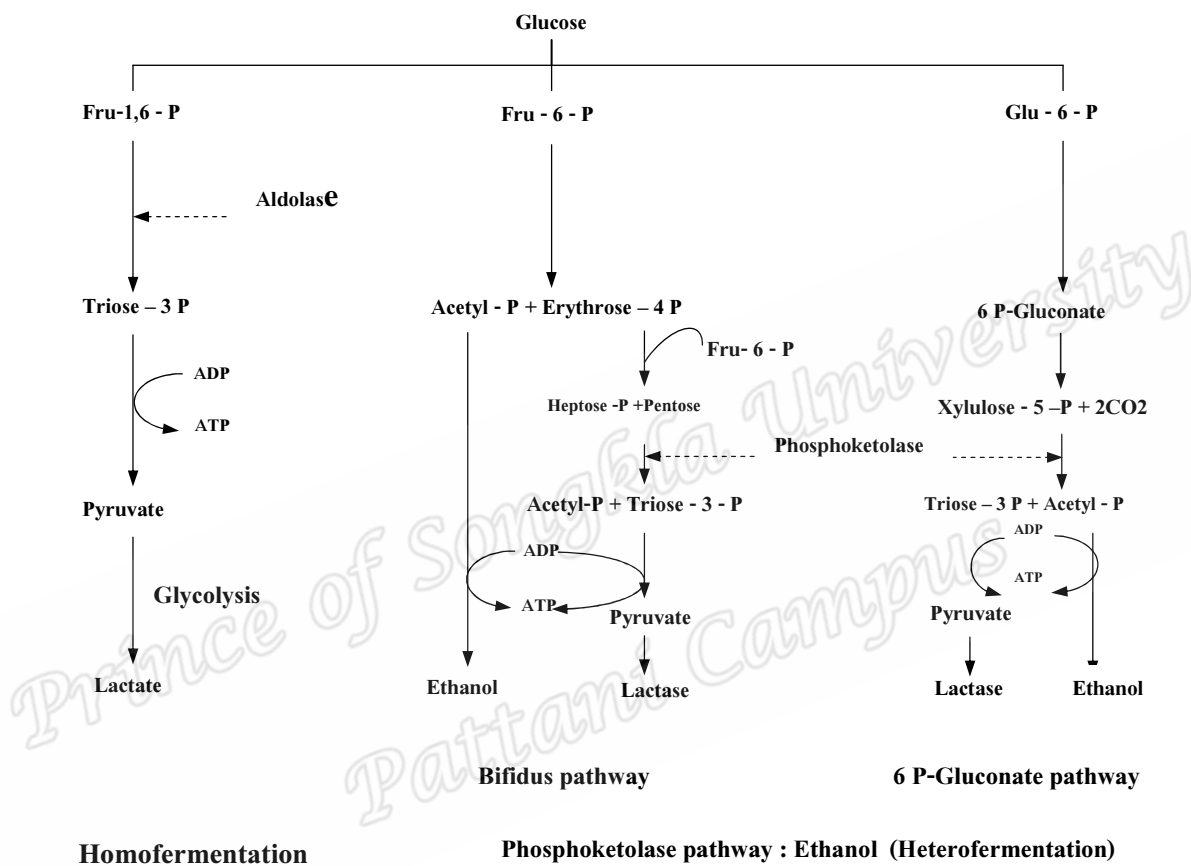 Glucose
Fru-1,6 - P
Fru - 6 - P
Glu - 6 - P
Aldolase
Triose – 3 P
Acetyl - P + Erythrose – 4 P
6 P-Gluconate
Fru- 6 - P
ADP
ATP
Heptose -P +Pentose
Xylulose - 5 –P + 2CO2
Phosphoketolase
Pyruvate
Acetyl-P + Triose - 3 - P
Triose – 3 P + Acetyl - P
ADP
ADP
ATP
ATP
Glycolysis
Pyruvate
Pyruvate
Lactate
Ethanol
Lactase
Lactase
Ethanol
Bifidus pathway
6 P-Gluconate pathway
Homofermentation
Phosphoketolase pathway : Ethanol (Heterofermentation)
Prince of Songkla University
Pattani Campus